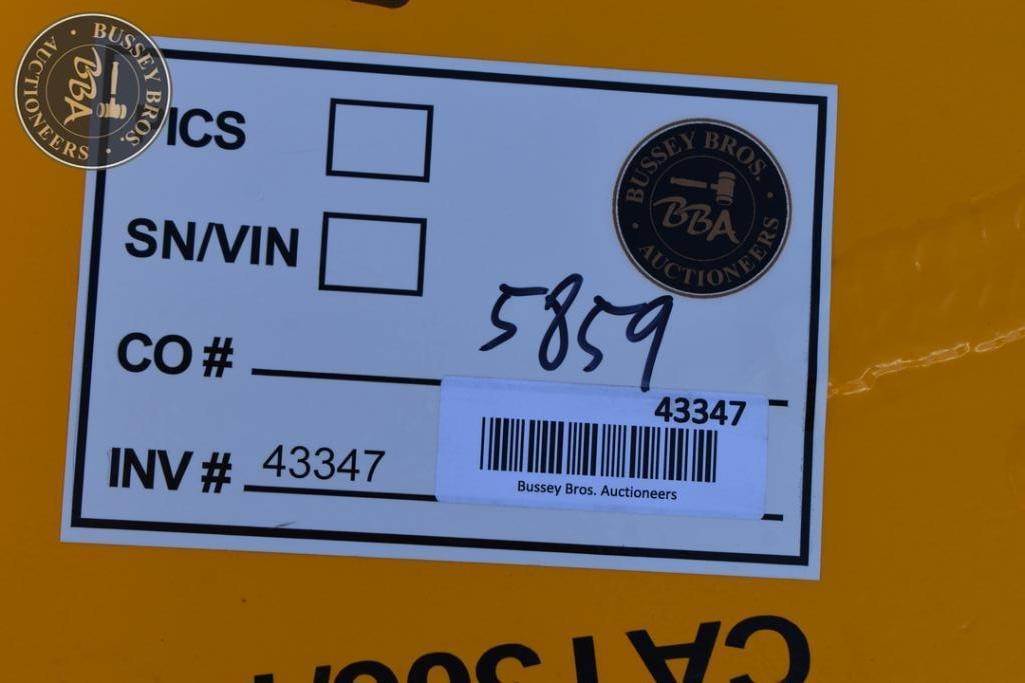 BUSSEY BROS.
BBA
AUCTIONEERS
ICS
BUSSEY BROS.
BBA
AUCTIONEERS
SN/VIN
5859
CO #
43347
INV # 43347
Bussey Bros. Auctioneers